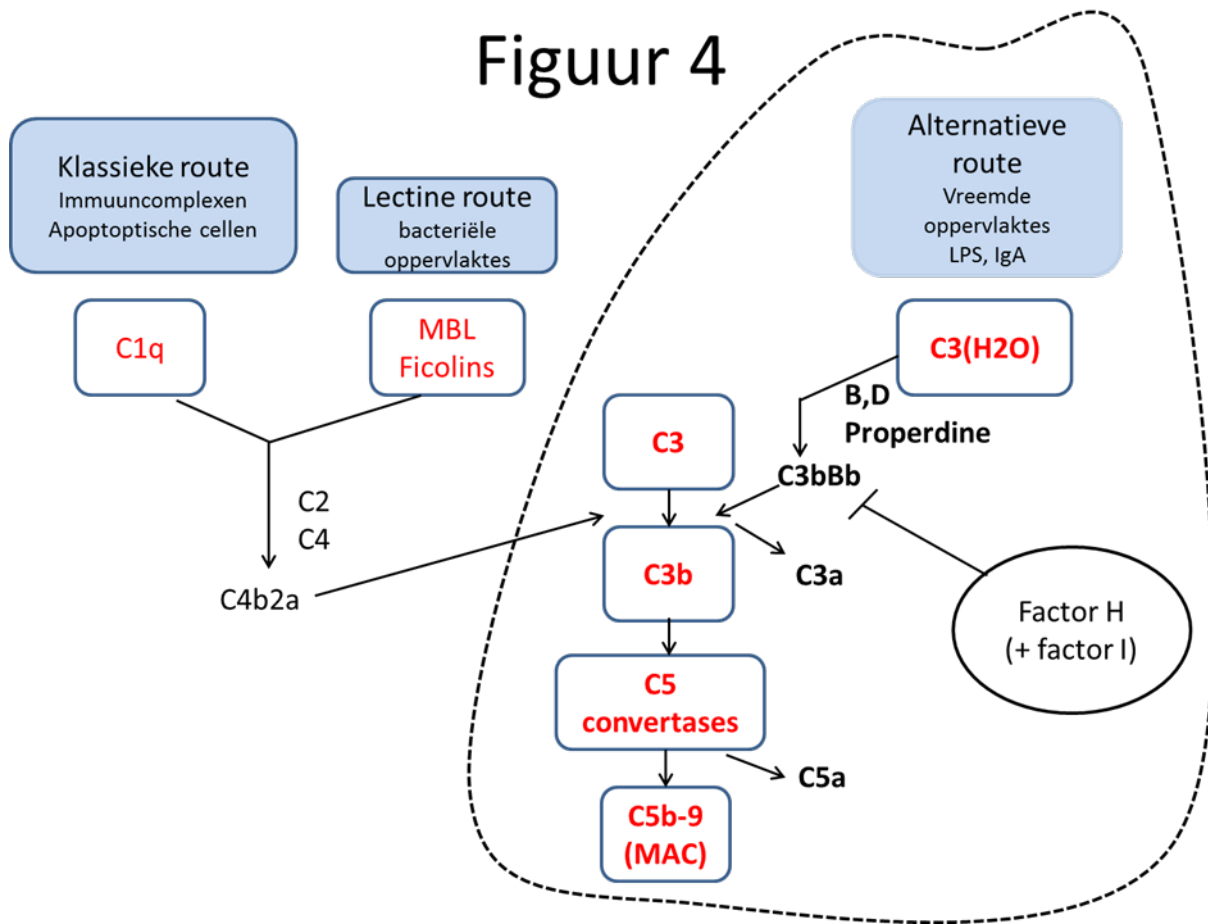 Figuur 4
Klassieke route
Immuuncomplexen
Apoptoptische cellen
Lectine route
bacteriële
oppervlaktes
Alternatieve
route
Vreemde
oppervlaktes
LPS, IgA
C1q
MBL
Ficolins
C3(H2O)
B,D
Properdine
C3
C3bBb
C2
C4
C4b2a
C3b
C3a
Factor H
(+ factor I)
C5
convertases
C5a
C5b-9
(MAC)